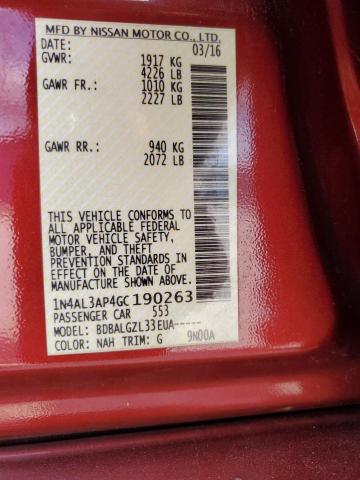 MFD BY NISSAN MOTOR CO., LTD.
DATE: 03/16
GVWR: 1917 KG
4226 LB
GAWR FR.: 1010 KG
2227 LB
GAWR RR.: 940 KG
2072 LB
THIS VEHICLE CONFORMS TO
ALL APPLICABLE FEDERAL
MOTOR VEHICLE SAFETY,
BUMPER, AND THEFT
PREVENTION STANDARDS IN
EFFECT ON THE DATE OF
MANUFACTURE SHOWN ABOVE.
1N4AL3AP4GC190263
PASSENGER CAR 553
MODEL: BDBALGZL33EUA-----
COLOR: NAH TRIM: G 9N00A